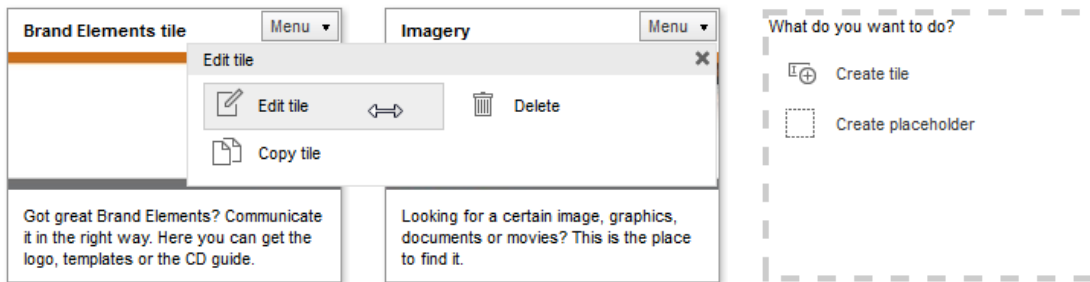 Brand Elements tile
Menu
Imagery
Menu
What do you want to do?
Edit tile
Create tile
Edit tile
Delete
Create placeholder
Copy tile
Got great Brand Elements? Communicate
it in the right way. Here you can get the
logo, templates or the CD guide.
Looking for a certain image, graphics,
documents or movies? This is the place
to find it.